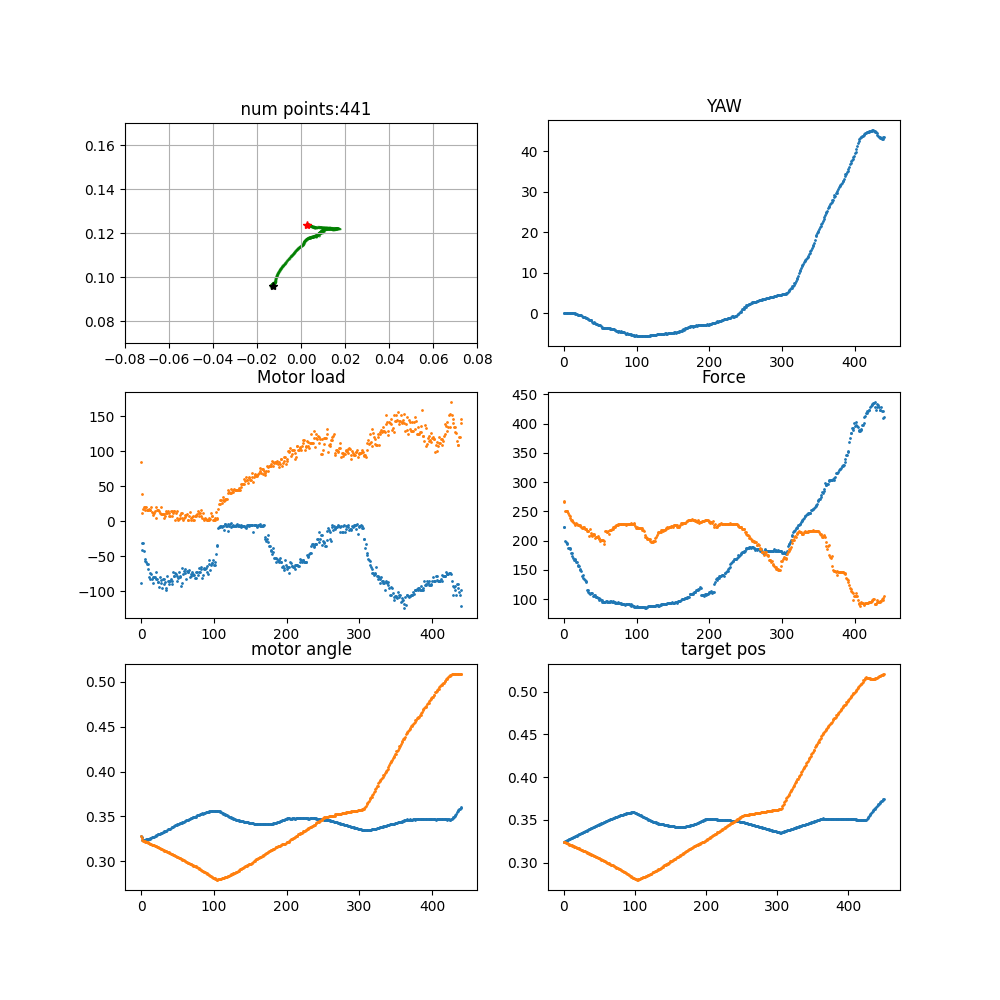 num points:441
0.16
0.14
0.12
0.10
0.08
−0.08 −0.06 −0.04 −0.02 0.00 0.02 0.04 0.06 0.08
YAW
40
30
20
10
0
0 100 200 300 400
Motor load
150
100
50
0
−50
−100
0 100 200 300 400
Force
450
400
350
300
250
200
150
100
0 100 200 300 400
motor angle
0.50
0.45
0.40
0.35
0.30
0 100 200 300 400
target pos
0.50
0.45
0.40
0.35
0.30
0 100 200 300 400